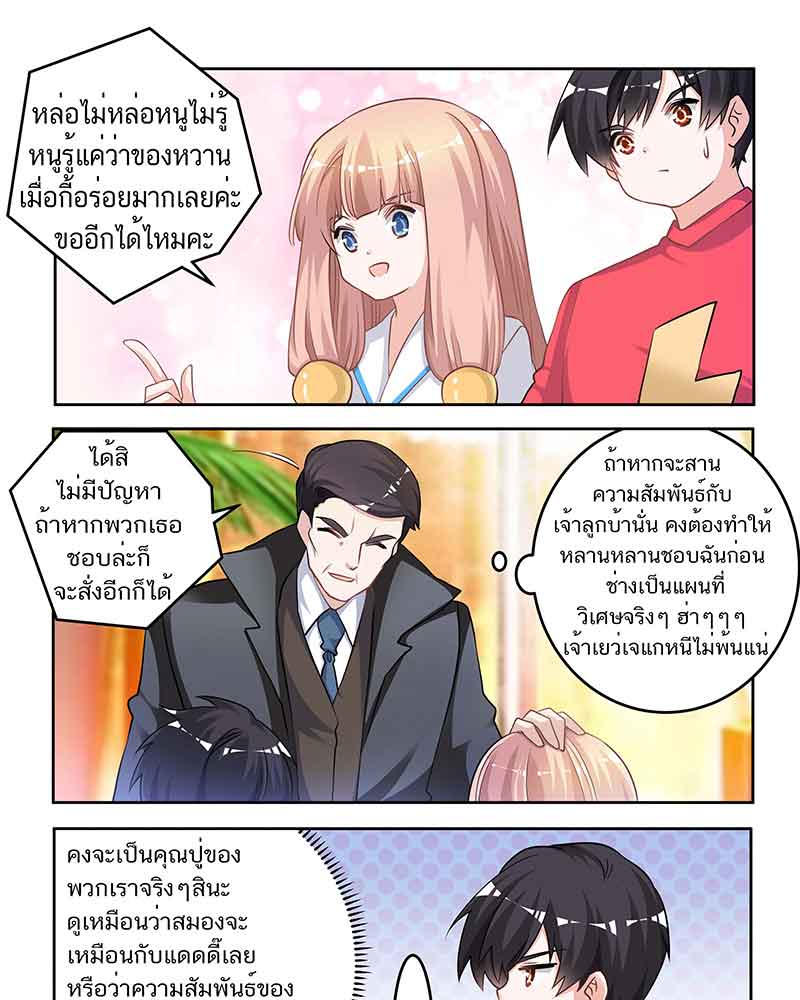 หล่อไม่หล่อหนูไม่รู้
หนูรู้แค่ว่าของหวาน
เมื่อกี้อร่อยมากเลยค่ะ
ขออีกได้ไหมคะ
ได้สิ
ไม่มีปัญหา
ถ้าหากพวกเธอ
ชอบล่ะก็
จะสั่งอีกก็ได้
ถ้าหากจะสาน
ความสัมพันธ์กับ
เจ้าลูกบ้านั่น คงต้องทำให้
หลานหลานชอบฉันก่อน
ช่างเป็นแผนที่
วิเศษจริงๆ ฮ่าๆๆๆ
เจ้าเยว่เจแกหนีไม่พ้นแน่
คงจะเป็นคุณปู่ของ
พวกเราจริงๆสินะ
ดูเหมือนว่าสมองจะ
เหมือนกับแดดดี๊เลย
หรือว่าความสัมพันธ์ของ